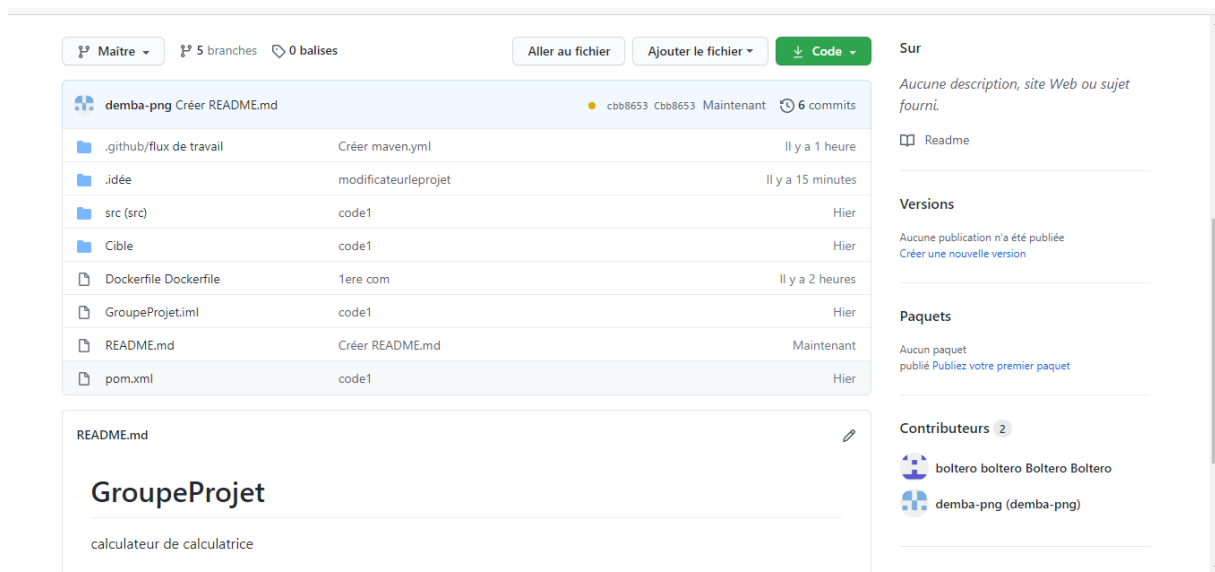 Maître 5 branches 0 balises Aller au fichier Ajouter le fichier Code
demba-png Créer README.md cbb8653 Cbb8653 Maintenant 6 commits
.github/flux de travail Créer maven.yml Il y a 1 heure
.idée modificateurleprojet Il y a 15 minutes
src (src) code1 Hier
Cible code1 Hier
Dockerfile Dockerfile 1ere com Il y a 2 heures
GroupeProjet.iml code1 Hier
README.md Créer README.md Maintenant
pom.xml code1 Hier
README.md
GroupeProjet
calculateur de calculatrice
Sur
Aucune description, site Web ou sujet
fourni.
Readme
Versions
Aucune publication n'a été publiée
Créer une nouvelle version
Paquets
Aucun paquet
publié Publiez votre premier paquet
Contributeurs 2
boltero boltero Boltero Boltero
demba-png (demba-png)